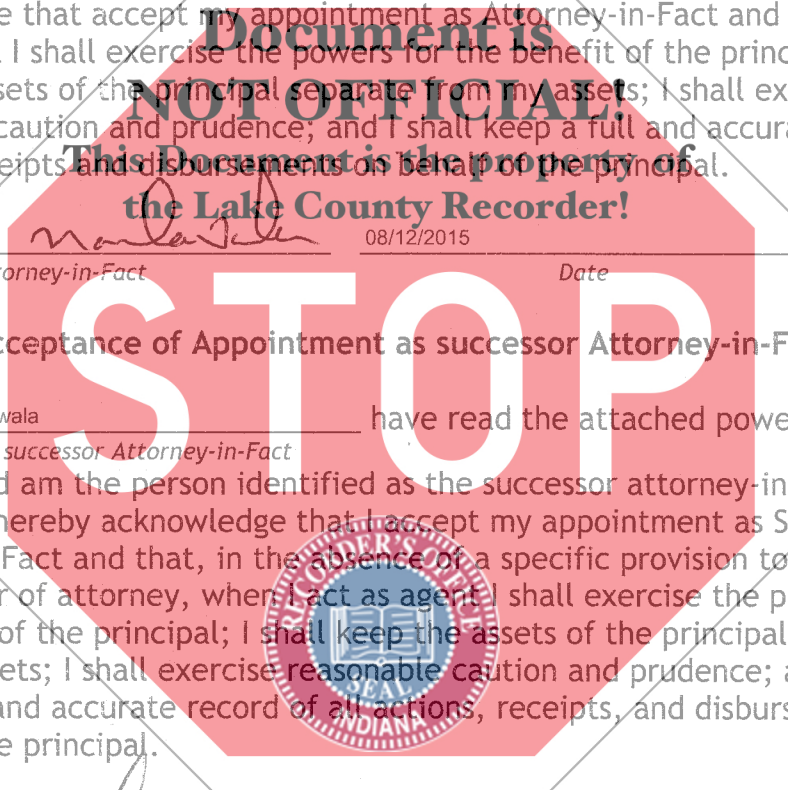 e that accept my appointment as Attorney-in-Fact and
Document is
I shall exercise the powers for the benefit of the princ
sets of the principal separate from my assets; I shall ex
NOT OFFICIAL!
caution and prudence; and I shall keep a full and accura
eipts and disbursements on behalf of the principal.
This Document is the property of
the Lake County Recorder!
08/12/2015
orney-in-Fact Date
STOP
cceptance of Appointment as successor Attorney-in-F
wala have read the attached powe
successor Attorney-in-Fact
d am the person identified as the successor attorney-in
hereby acknowledge that I accept my appointment as S
Fact and that, in the absence of a specific provision to
r of attorney, when I act as agent I shall exercise the p
of the principal; I shall keep the assets of the principal
ets; I shall exercise reasonable caution and prudence; a
and accurate record of all actions, receipts, and disburs
e principal.
RECORDER'S OFFICE
SEAL
INDIANA